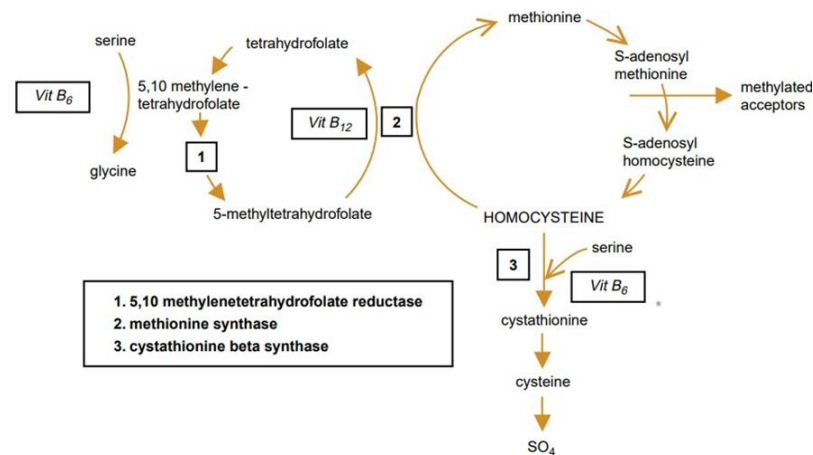 methionine
serine
tetrahydrofolate
S-adenosyl
methionine
Vit B6
5,10 methylene -
tetrahydrofolate
methylated
acceptors
Vit B12
2
1
S-adenosyl
homocysteine
glycine
5-methyltetrahydrofolate
HOMOCYSTEINE
serine
3
Vit B6
1. 5,10 methylenetetrahydrofolate reductase
2. methionine synthase
3. cystathionine beta synthase
cystathionine
cysteine
SO4